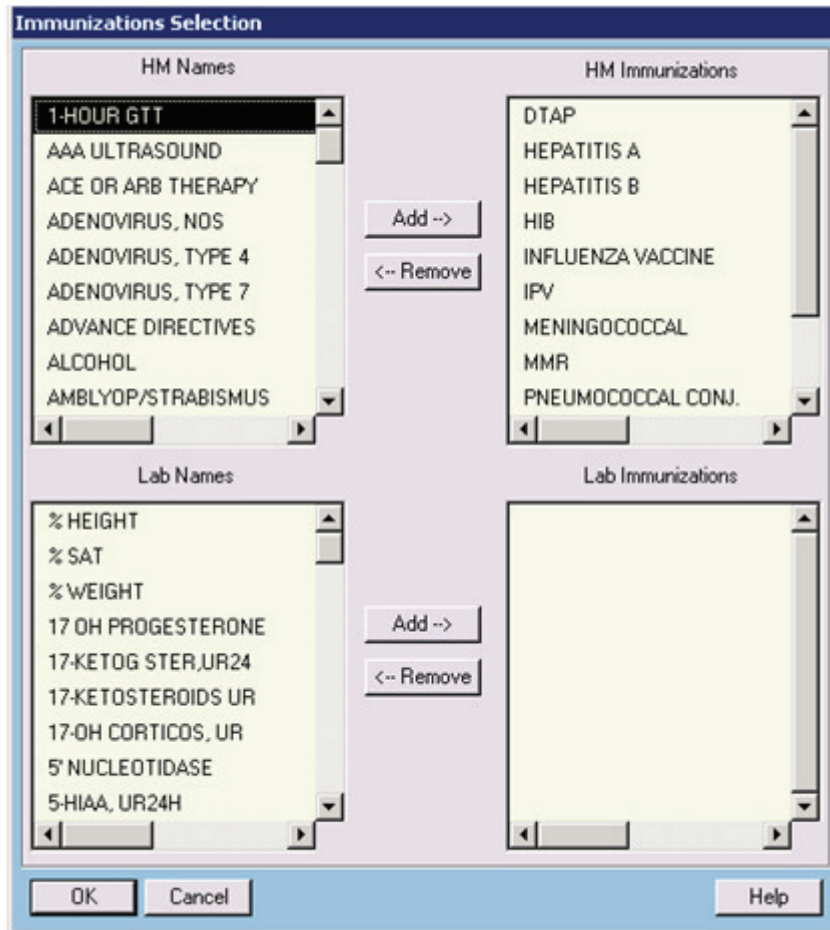 Immunizations Selection
HM Names
1-HOUR GTT
AAA ULTRASOUND
ACE OR ARB THERAPY
ADENOVIRUS, NOS
ADENOVIRUS, TYPE 4
ADENOVIRUS, TYPE 7
ADVANCE DIRECTIVES
ALCOHOL
AMBLYOP/STRABISMUS
Add -->
<-- Remove
HM Immunizations
DTAP
HEPATITIS A
HEPATITIS B
HIB
INFLUENZA VACCINE
IPV
MENINGOCOCCAL
MMR
PNEUMOCOCCAL CONJ.
Lab Names
% HEIGHT
% SAT
% WEIGHT
17 OH PROGESTERONE
17-KETOG STER,UR24
17-KETOSTEROIDS UR
17-OH CORTICOS, UR
5' NUCLEOTIDASE
5-HIAA, UR24H
Add -->
<-- Remove
Lab Immunizations
OK
Cancel
Help